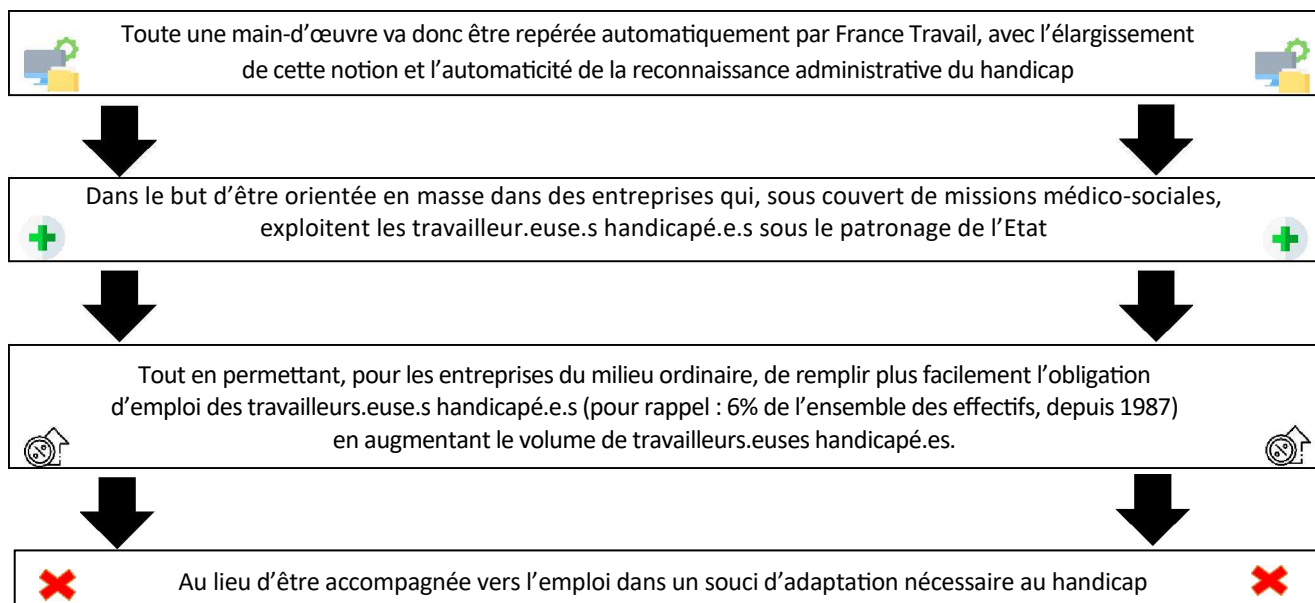 Toute une main-d’œuvre va donc être repérée automatiquement par France Travail, avec l’élargissement
de cette notion et l’automaticité de la reconnaissance administrative du handicap
Dans le but d’être orientée en masse dans des entreprises qui, sous couvert de missions médico-sociales,
exploitent les travailleur.euse.s handicapé.e.s sous le patronage de l’Etat
Tout en permettant, pour les entreprises du milieu ordinaire, de remplir plus facilement l’obligation
d’emploi des travailleurs.euse.s handicapé.e.s (pour rappel : 6% de l’ensemble des effectifs, depuis 1987)
en augmentant le volume de travailleurs.euses handicapé.es.
Au lieu d’être accompagnée vers l’emploi dans un souci d’adaptation nécessaire au handicap